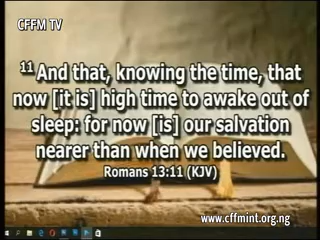 CFFM TV
11 And that, knowing the time, that
now [it is] high time to awake out of
sleep: for now [is] our salvation
nearer than when we believed.
Romans 13:11 (KJV)
www.cffmint.org.ng